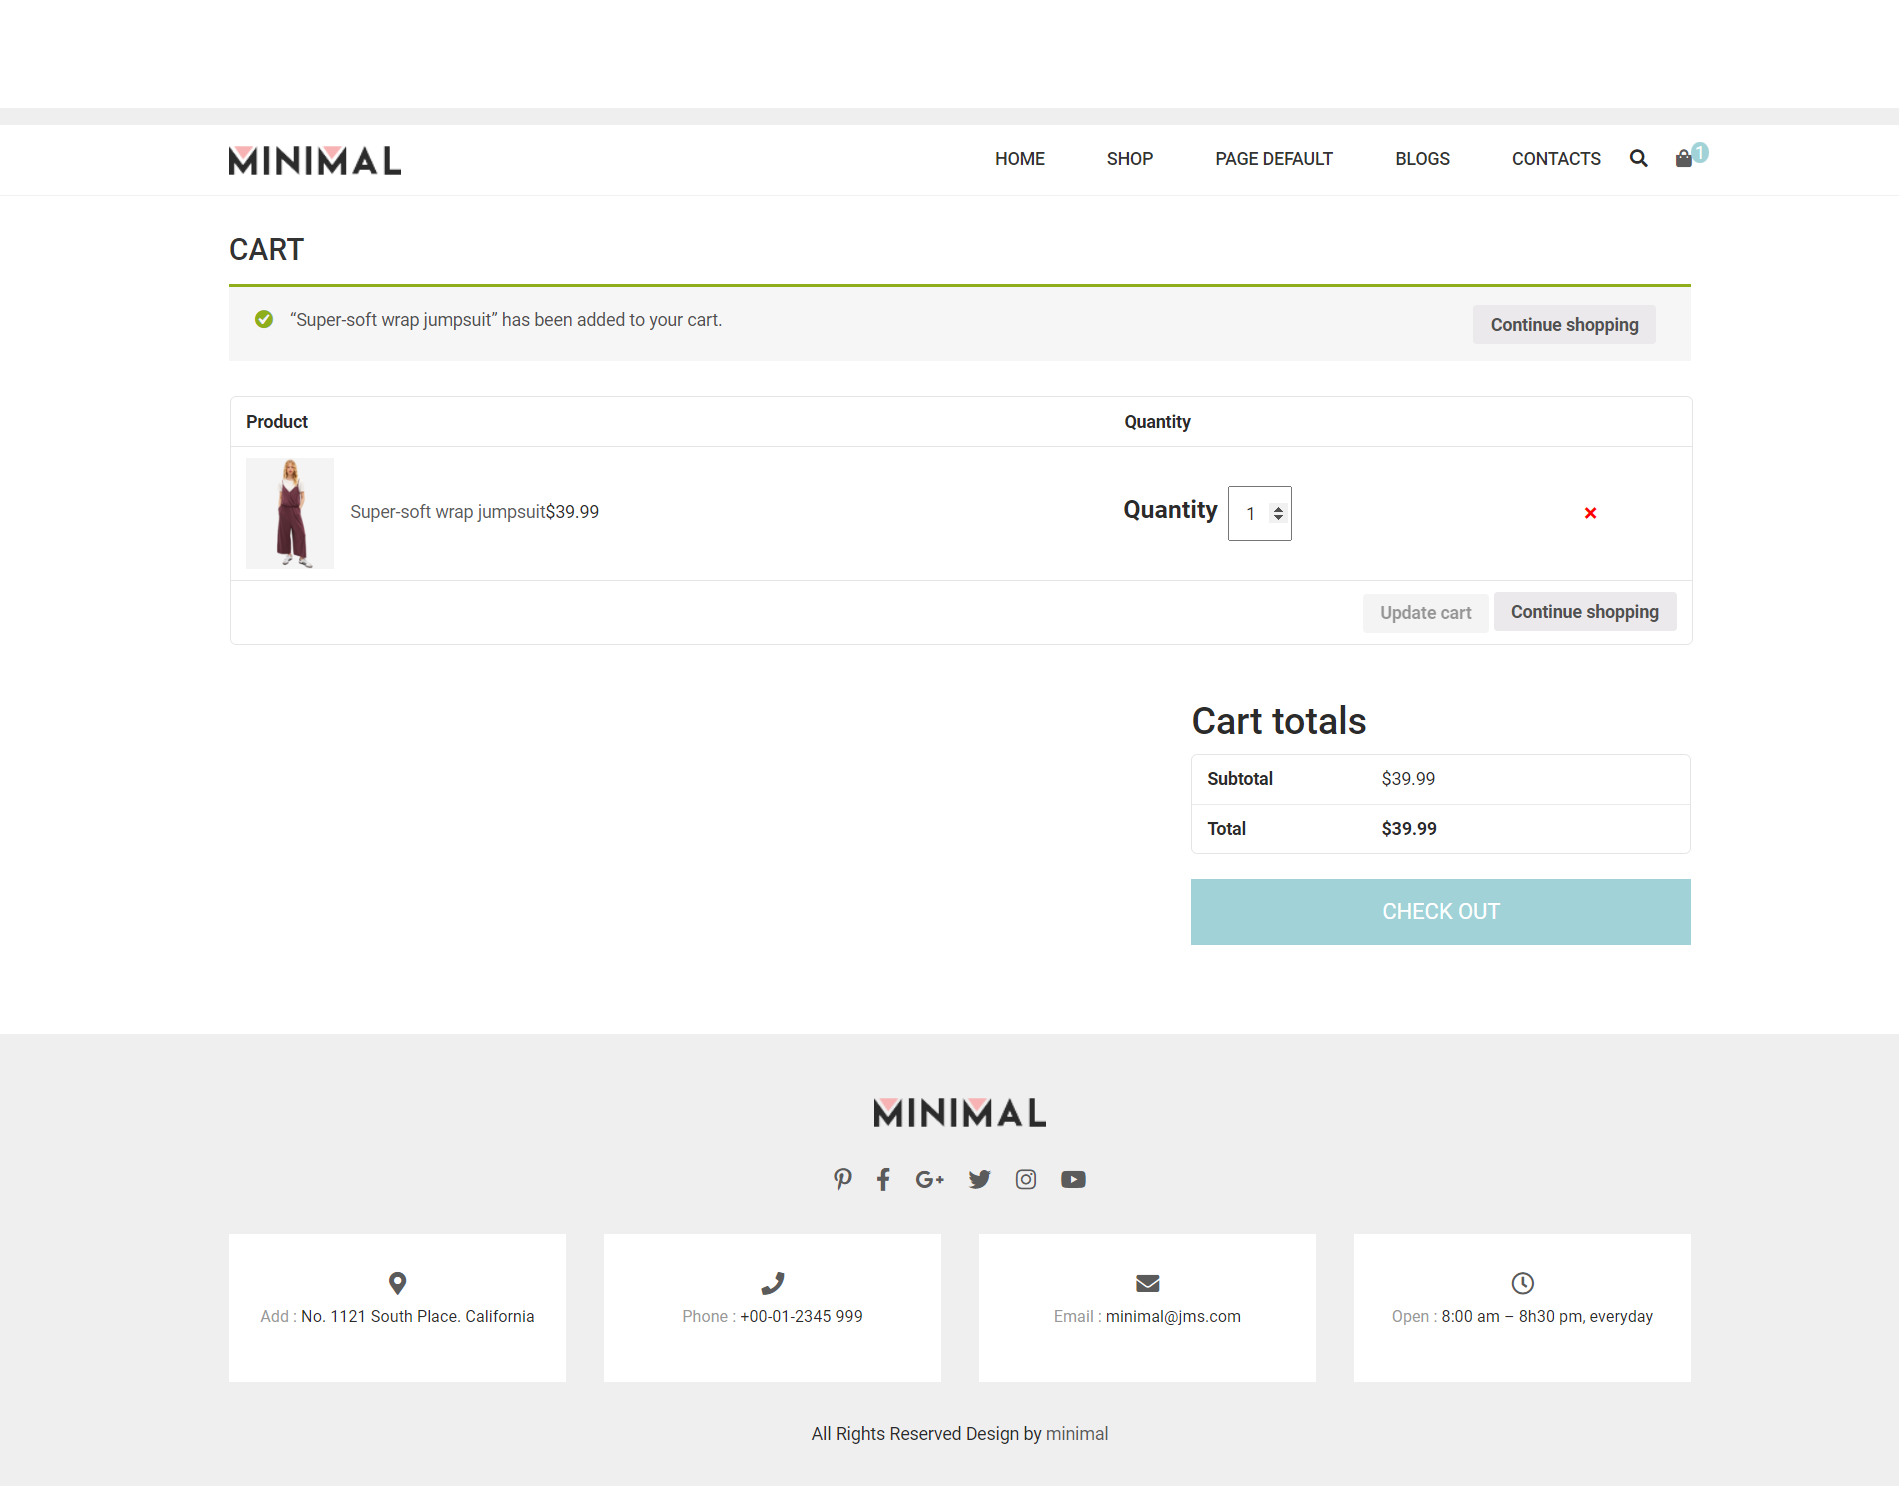 MINIMAL
HOME SHOP PAGE DEFAULT BLOGS CONTACTS 1
CART
“Super-soft wrap jumpsuit” has been added to your cart. Continue shopping
Product Quantity
Super-soft wrap jumpsuit$39.99 Quantity 1 ×
Update cart Continue shopping
Cart totals
Subtotal $39.99
Total $39.99
CHECK OUT
MINIMAL
Add : No. 1121 South Place. California
Phone : +00-01-2345 999
Email : minimal@jms.com
Open : 8:00 am – 8h30 pm, everyday
All Rights Reserved Design by minimal